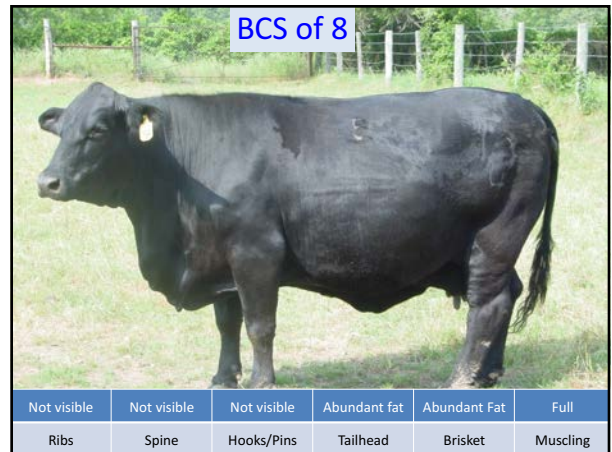 BCS of 8
Not visible Not visible Not visible Abundant fat Abundant Fat Full
Ribs Spine Hooks/Pins Tailhead Brisket Muscling